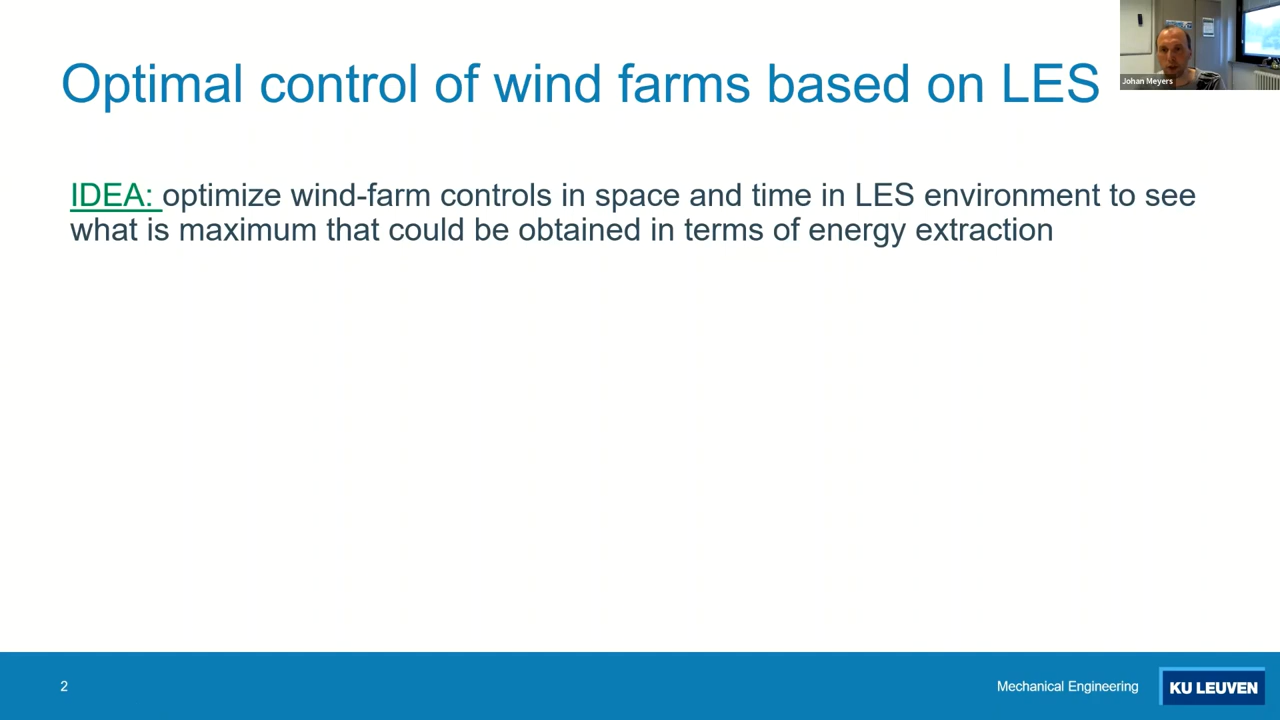 Optimal control of wind farms based on LES
Johan Meyers
IDEA: optimize wind-farm controls in space and time in LES environment to see
what is maximum that could be obtained in terms of energy extraction
2
Mechanical Engineering
KU LEUVEN